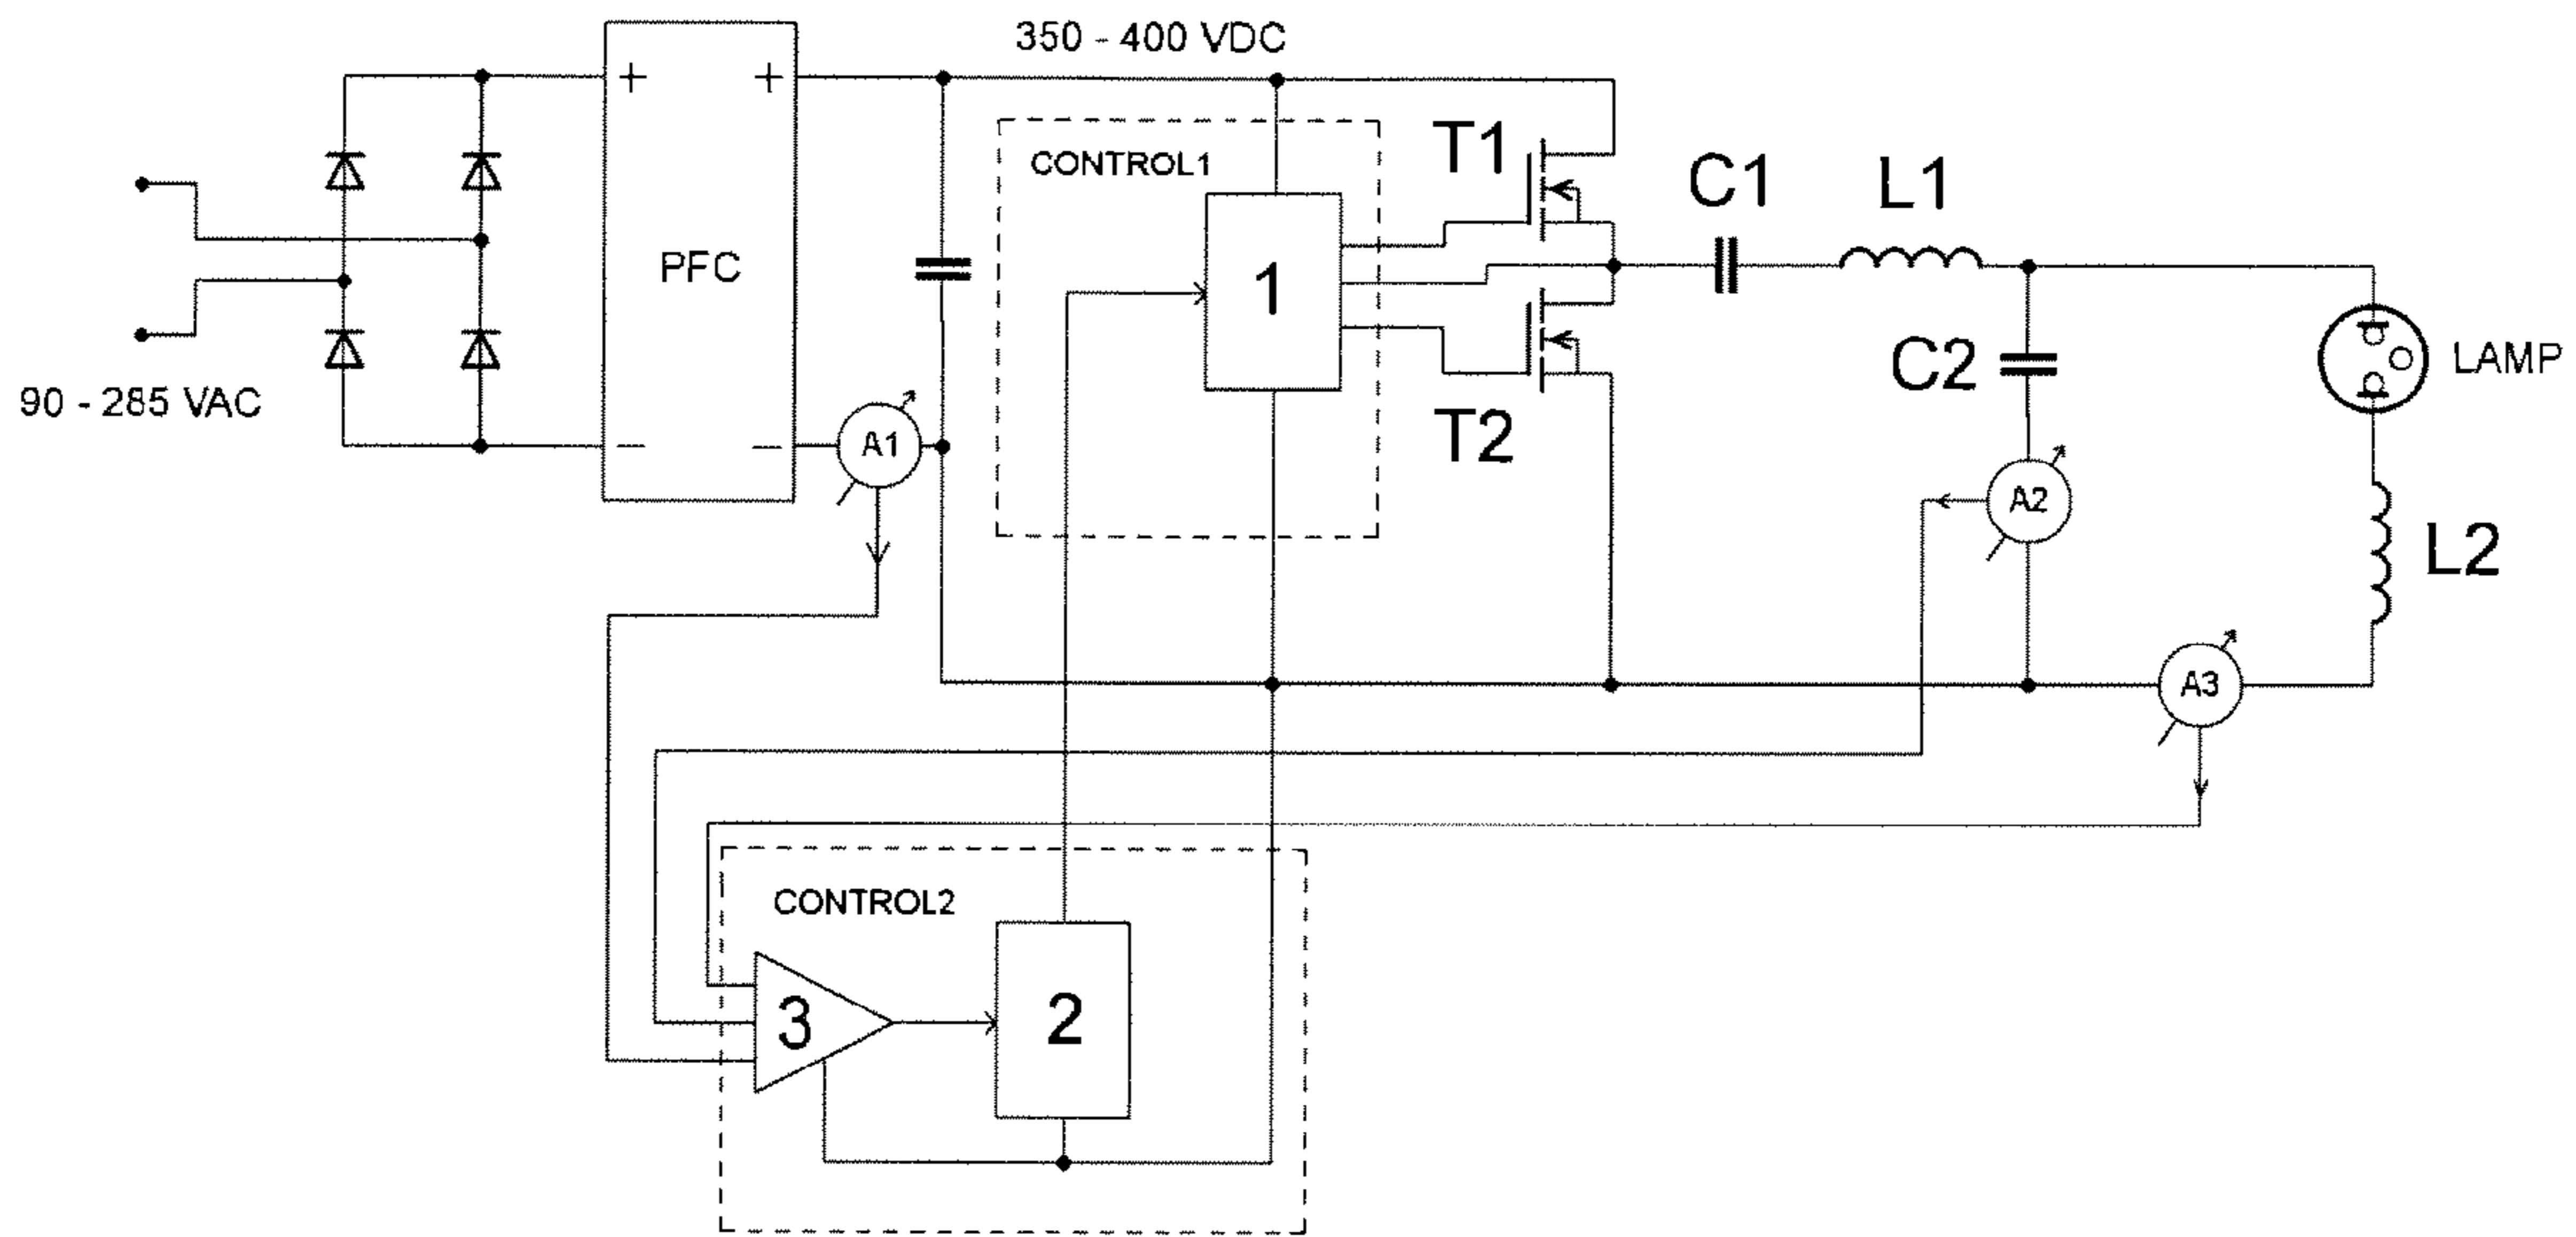 350 - 400 VDC
+ +
CONTROL1
T1
C1
L1
PFC
1
C2
LAMP
90 - 285 VAC
- -
A1
T2
A2
L2
A3
CONTROL2
3
2